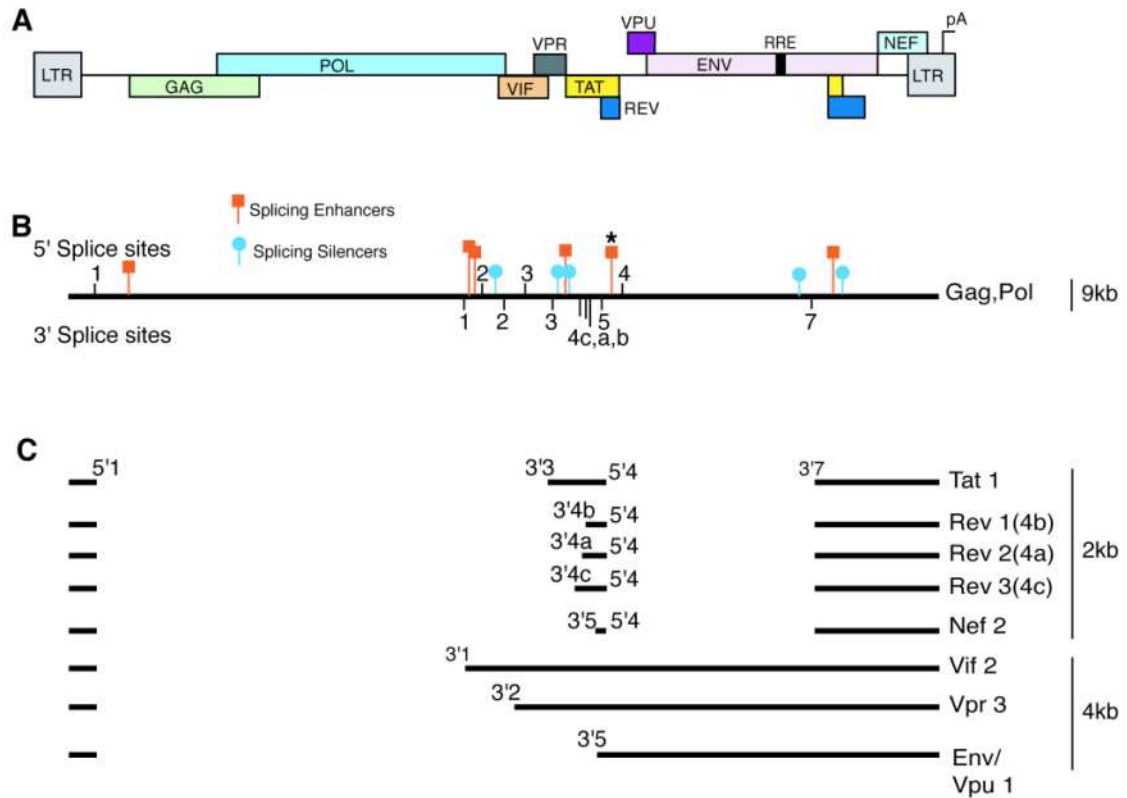 A
LTR
GAG
POL
VIF
VPR
TAT
REV
VPU
ENV
RRE
NEF
pA
LTR
B
Splicing Enhancers
Splicing Silencers
5' Splice sites
1
2
3
*
4
Gag,Pol
9kb
3' Splice sites
1
2
3
4c,a,b
5
7
C
5'1
3'3
5'4
3'7
Tat 1
3'4b
5'4
Rev 1(4b)
3'4a
5'4
Rev 2(4a)
3'4c
5'4
Rev 3(4c)
3'5
5'4
Nef 2
2kb
3'1
Vif 2
3'2
Vpr 3
3'5
Env/
Vpu 1
4kb